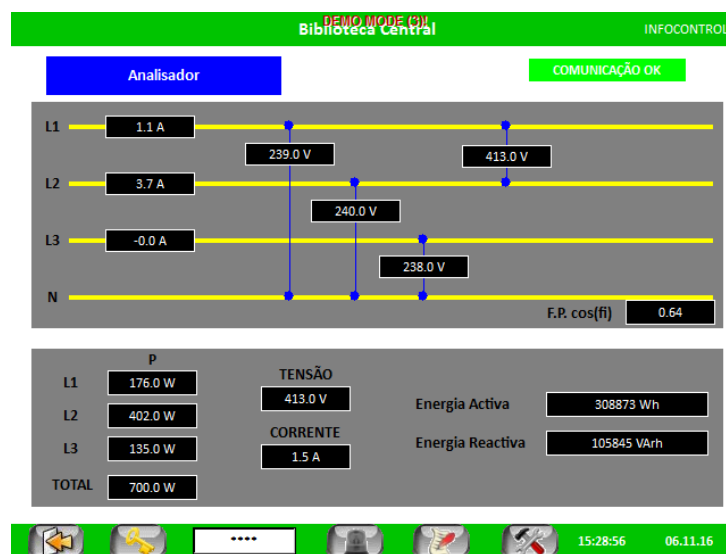 DEMO MODE (3)!
Biblioteca Central
INFOCONTROL
Analisador
COMUNICAÇÃO OK
L1 1.1 A
239.0 V 413.0 V
L2 3.7 A
240.0 V
L3 -0.0 A
238.0 V
N
F.P. cos(fi) 0.64
P
L1 176.0 W
L2 402.0 W
L3 135.0 W
TOTAL 700.0 W
TENSÃO
413.0 V
CORRENTE
1.5 A
Energia Activa 308873 Wh
Energia Reactiva 105845 VArh
**** 15:28:56 06.11.16